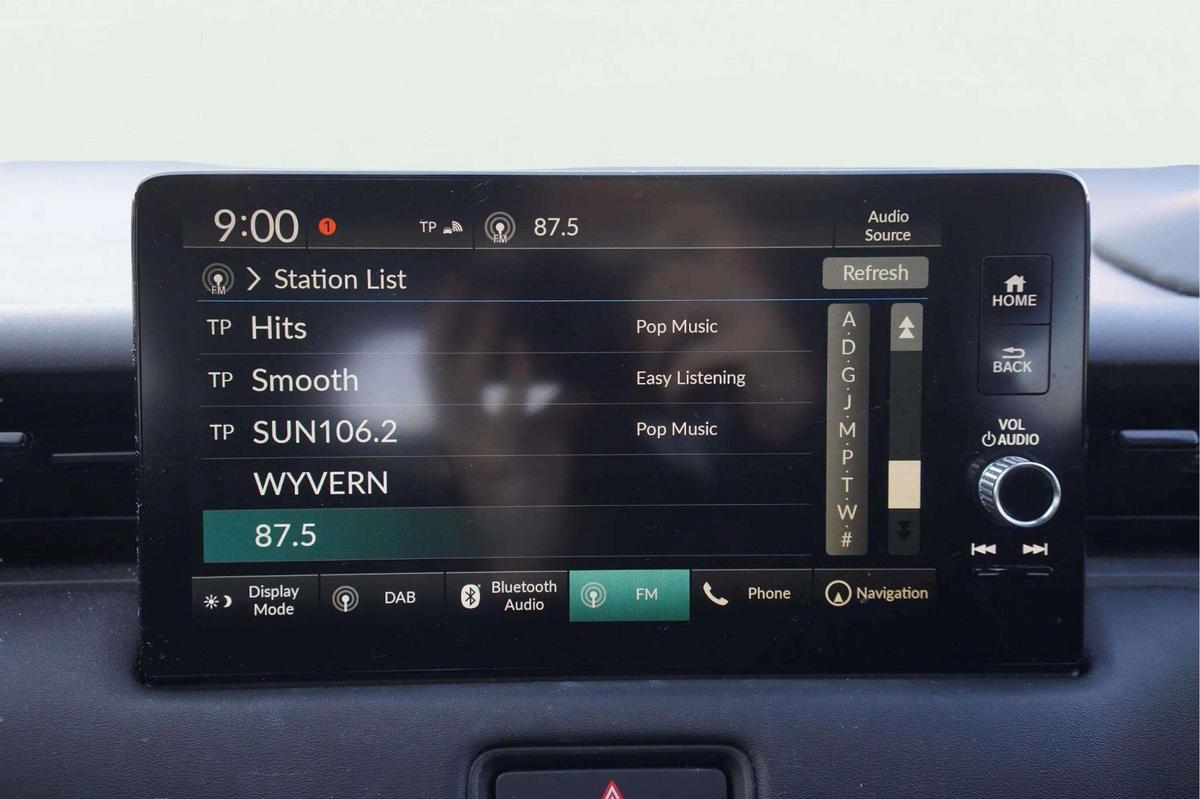 9:00 1 TP FM 87.5 Audio Source
FM > Station List Refresh
TP Hits Pop Music
TP Smooth Easy Listening
TP SUN106.2 Pop Music
WYVERN
87.5
A
D
G
J
M
P
T
W
#
Display Mode DAB Bluetooth Audio FM Phone Navigation
HOME
BACK
VOL
AUDIO